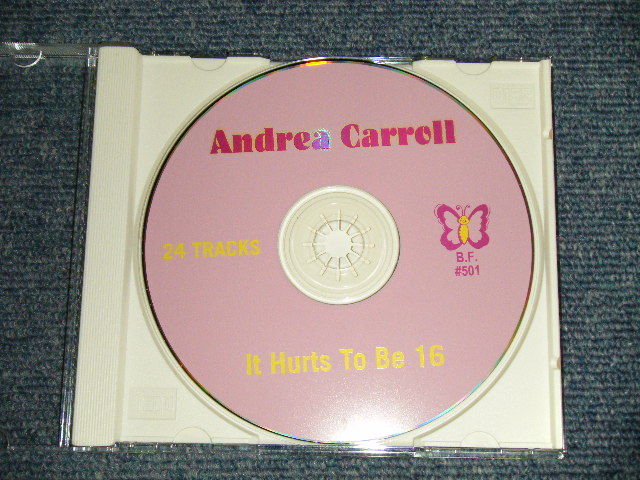 Andrea Carroll
24 TRACKS
B.F.
#501
It Hurts To Be 16